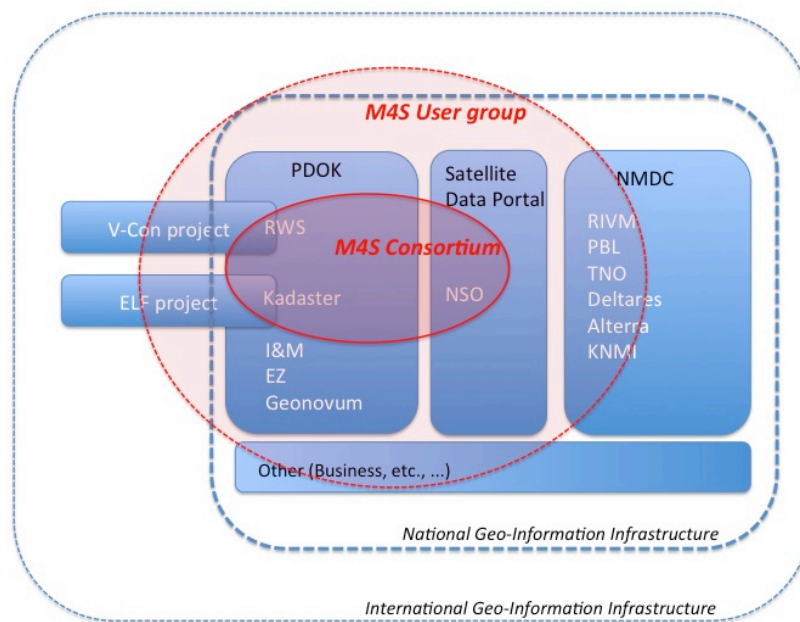 M4S User group
PDOK
Satellite
Data Portal
NMDC
V-Con project
RWS
M4S Consortium
ELF project
Kadaster
NSO
I&M
EZ
Geonovum
RIVM
PBL
TNO
Deltares
Alterra
KNMI
Other (Business, etc., ...)
National Geo-Information Infrastructure
International Geo-Information Infrastructure